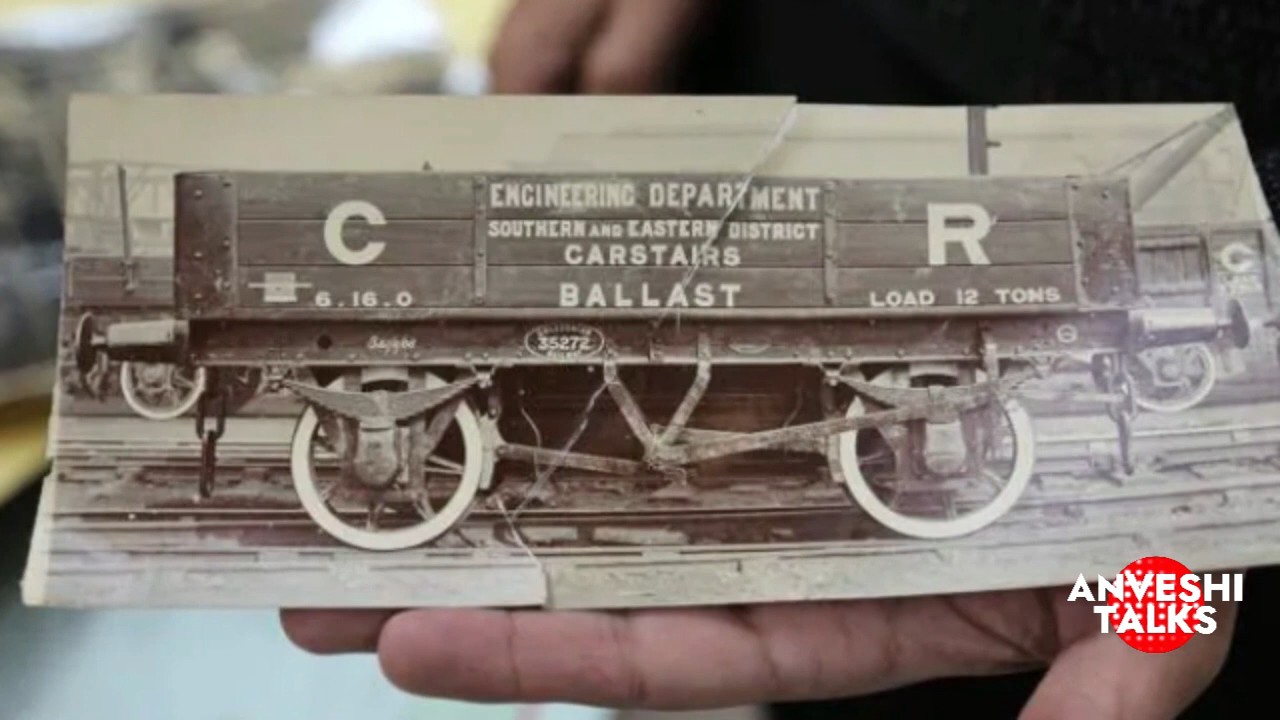 ENGINEERING DEPARTMENT
SOUTHERN AND EASTERN DISTRICT
C
CARSTAIRS
R
6.16.0
BALLAST
LOAD 12 TONS
35272
C
ANVESHI
TALKS